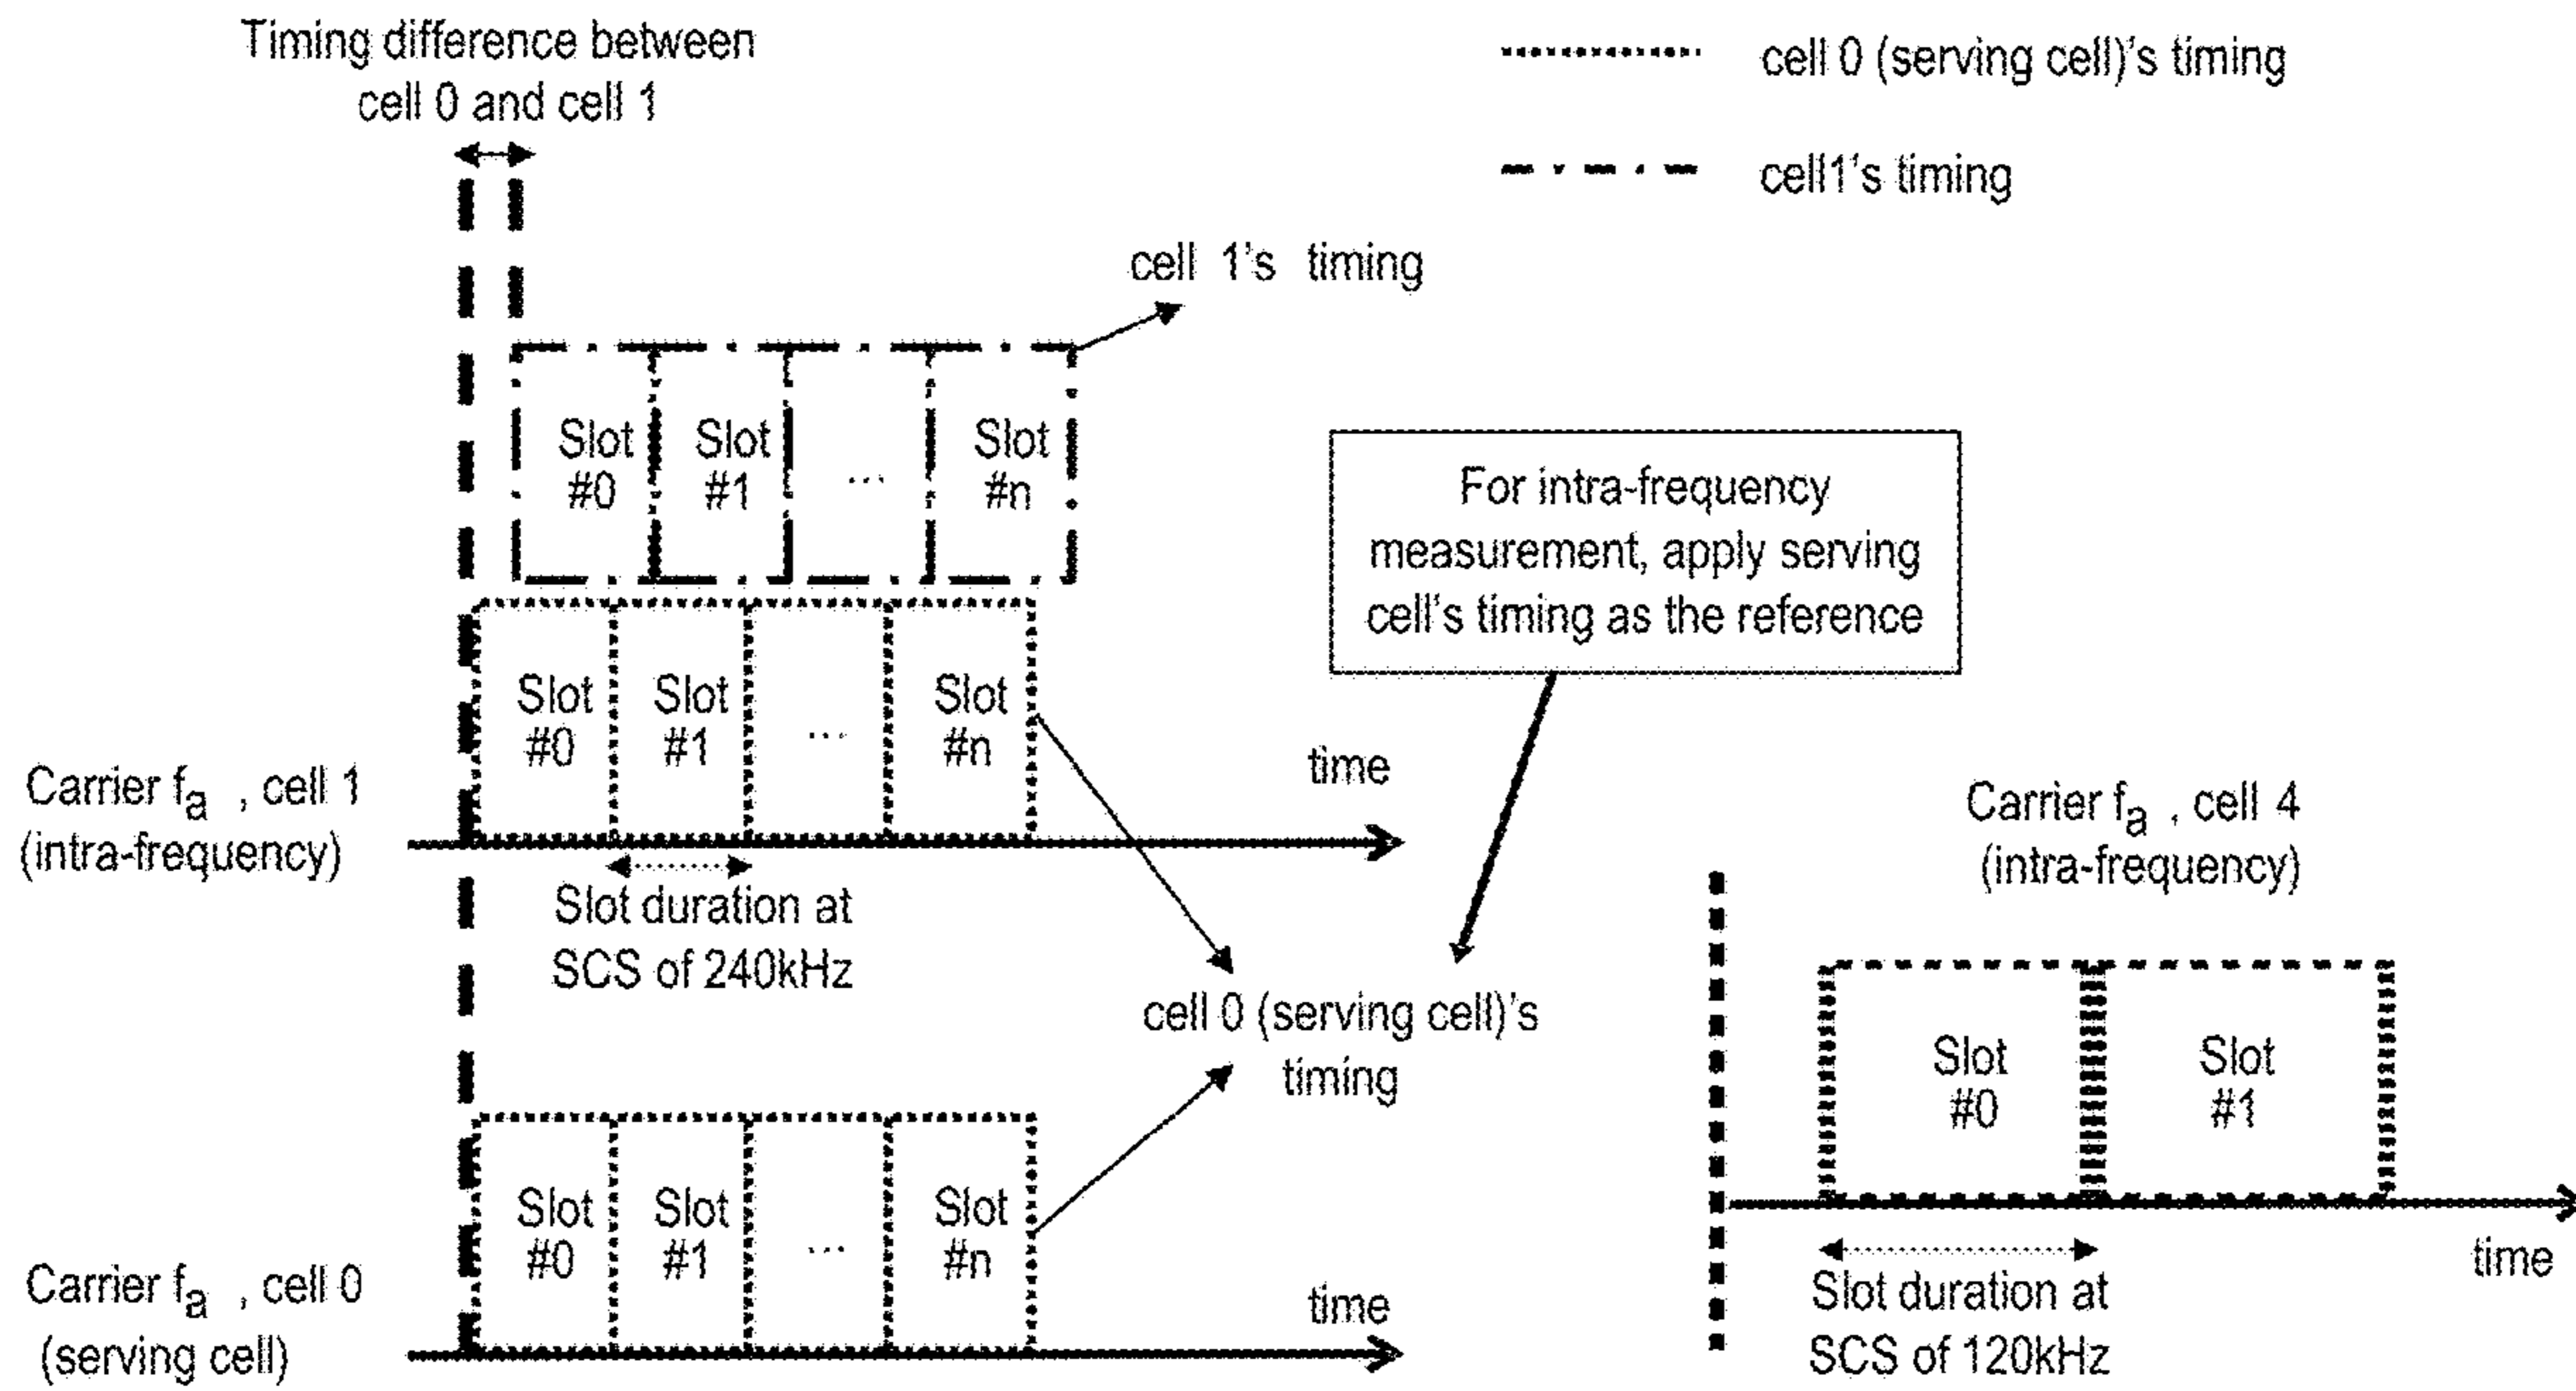 Timing difference between
cell 0 and cell 1
cell 0 (serving cell)'s timing
cell1's timing
cell 1's timing
Slot #0
Slot #1
...
Slot #n
For intra-frequency
measurement, apply serving
cell's timing as the reference
Slot #0
Slot #1
...
Slot #n
time
Carrier fa , cell 1
(intra-frequency)
Slot duration at
SCS of 240kHz
cell 0 (serving cell)'s
timing
Carrier fa , cell 4
(intra-frequency)
Slot #0
Slot #1
time
Slot duration at
SCS of 120kHz
Slot #0
Slot #1
...
Slot #n
time
Carrier fa , cell 0
(serving cell)